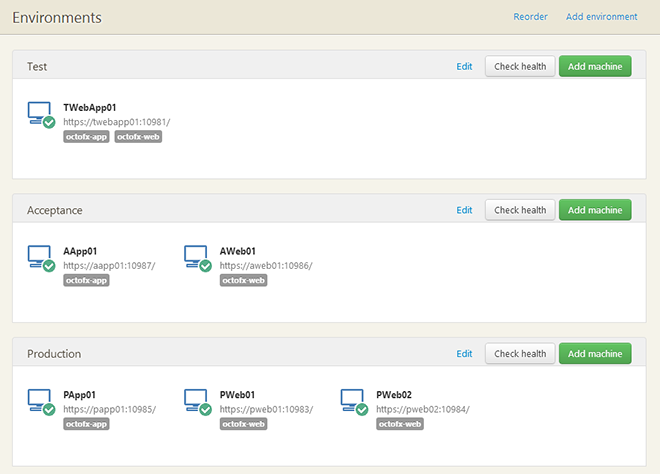 Environments Reorder Add environment
Test Edit Check health Add machine
TWebApp01
https://twebapp01:10981/
octofx-app octofx-web
Acceptance Edit Check health Add machine
AApp01 AWeb01
https://aapp01:10987/ https://aweb01:10986/
octofx-app octofx-web
Production Edit Check health Add machine
PApp01 PWeb01 PWeb02
https://papp01:10985/ https://pweb01:10983/ https://pweb02:10984/
octofx-app octofx-web octofx-web